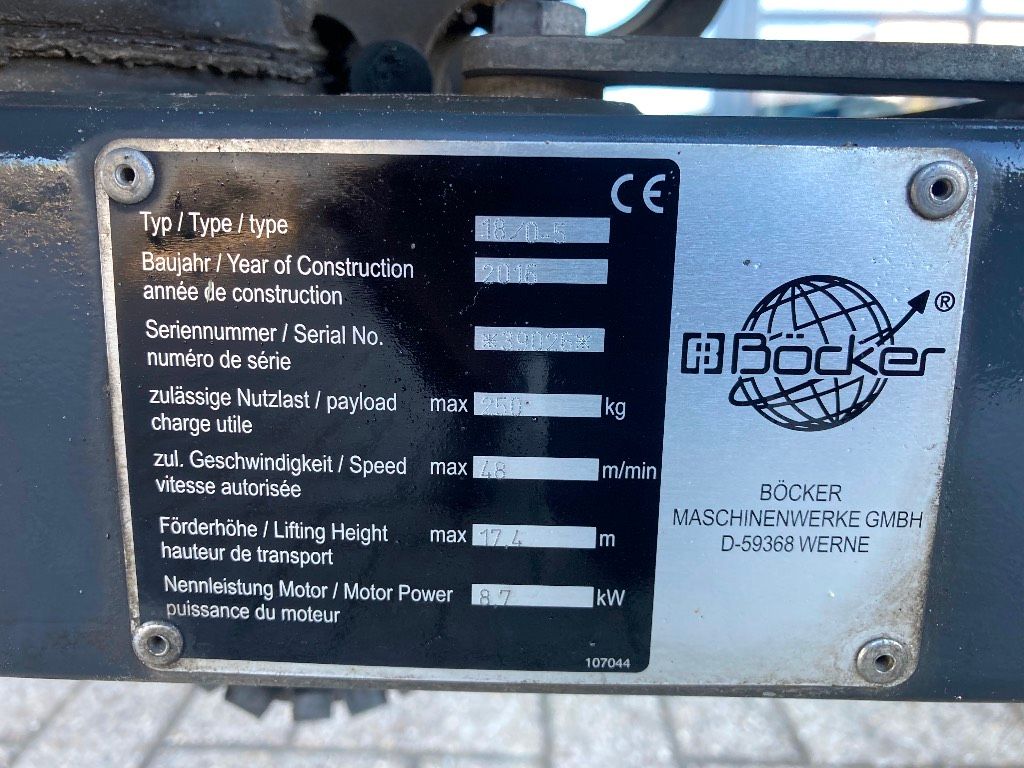 CE
Typ / Type / type 18/0-5
Baujahr / Year of Construction 2016
année de construction
Seriennummer / Serial No. *39026*
numéro de série
zulässige Nutzlast / payload max 250 kg
charge utile
zul. Geschwindigkeit / Speed max 48 m/min
vitesse autorisée
Förderhöhe / Lifting Height max 17,4 m
hauteur de transport
Nennleistung Motor / Motor Power 8,7 kW
puissance du moteur
107044
Böcker ®
BÖCKER
MASCHINENWERKE GMBH
D-59368 WERNE